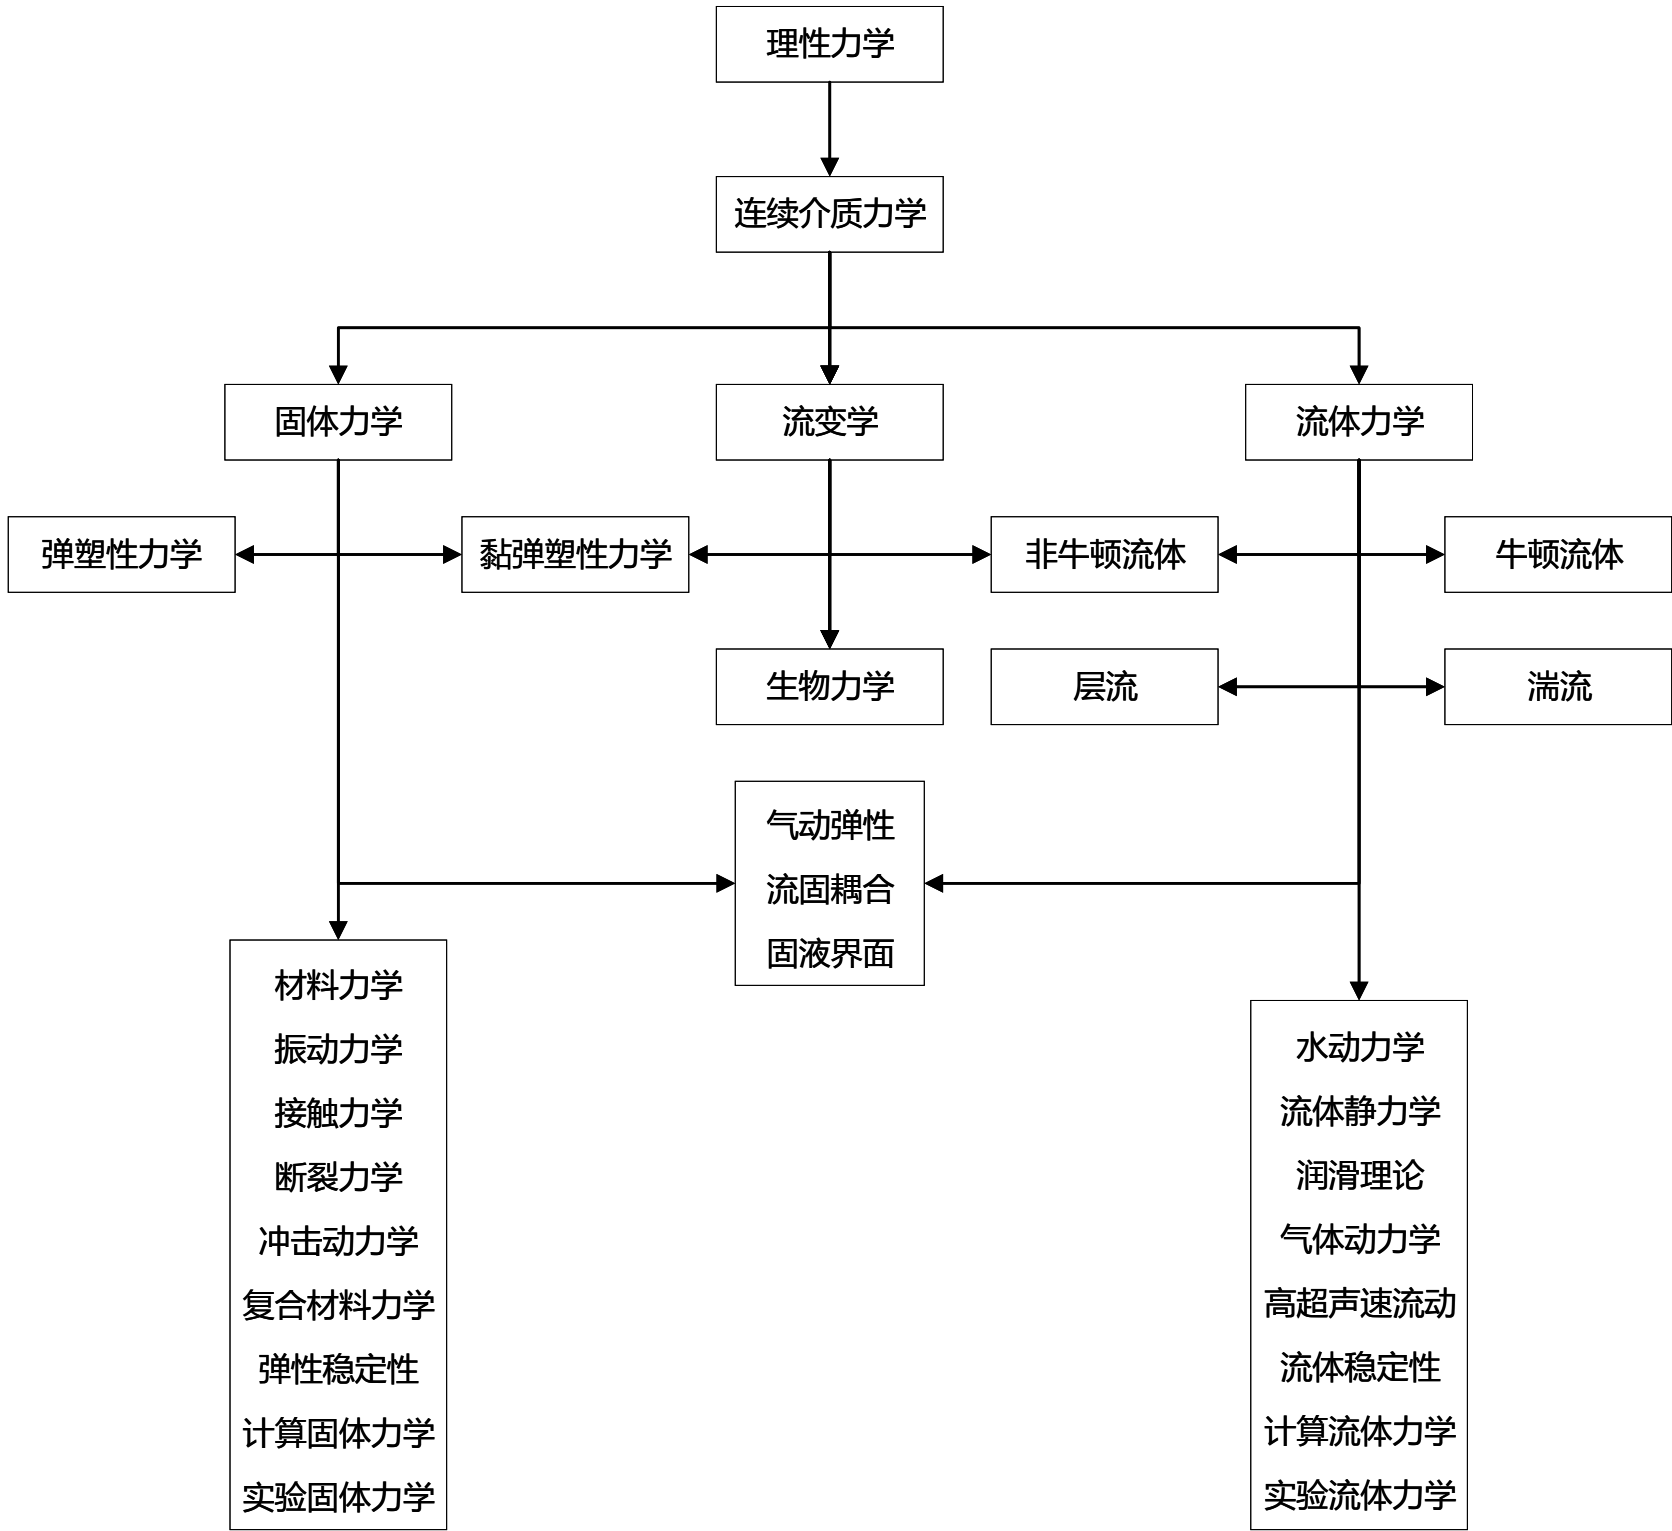 理性力学
连续介质力学
固体力学
流变学
流体力学
弹塑性力学
黏弹塑性力学
非牛顿流体
牛顿流体
生物力学
层流
湍流
气动弹性
流固耦合
固液界面
材料力学
振动力学
接触力学
断裂力学
冲击动力学
复合材料力学
弹性稳定性
计算固体力学
实验固体力学
水动力学
流体静力学
润滑理论
气体动力学
高超声速流动
流体稳定性
计算流体力学
实验流体力学